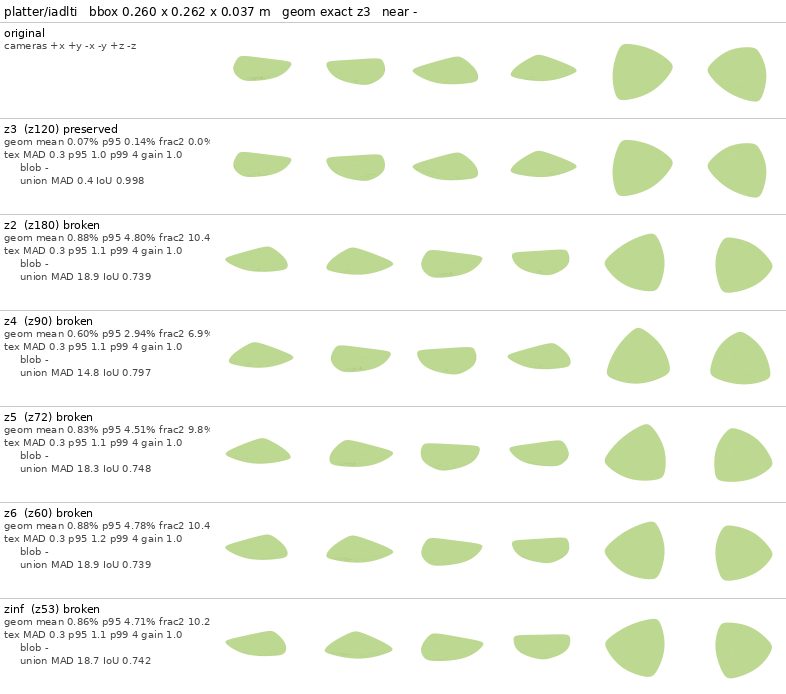 platter/iadlti bbox 0.260 x 0.262 x 0.037 m geom exact z3 near -
original
cameras +x +y -x -y +z -z
z3 (z120) preserved
geom mean 0.07% p95 0.14% frac2 0.0%
tex MAD 0.3 p95 1.0 p99 4 gain 1.0
blob -
union MAD 0.4 IoU 0.998
z2 (z180) broken
geom mean 0.88% p95 4.80% frac2 10.4
tex MAD 0.3 p95 1.1 p99 4 gain 1.0
blob -
union MAD 18.9 IoU 0.739
z4 (z90) broken
geom mean 0.60% p95 2.94% frac2 6.9%
tex MAD 0.3 p95 1.1 p99 4 gain 1.0
blob -
union MAD 14.8 IoU 0.797
z5 (z72) broken
geom mean 0.83% p95 4.51% frac2 9.8%
tex MAD 0.3 p95 1.1 p99 4 gain 1.0
blob -
union MAD 18.3 IoU 0.748
z6 (z60) broken
geom mean 0.88% p95 4.78% frac2 10.4
tex MAD 0.3 p95 1.2 p99 4 gain 1.0
blob -
union MAD 18.9 IoU 0.739
zinf (z53) broken
geom mean 0.86% p95 4.71% frac2 10.2
tex MAD 0.3 p95 1.1 p99 4 gain 1.0
blob -
union MAD 18.7 IoU 0.742